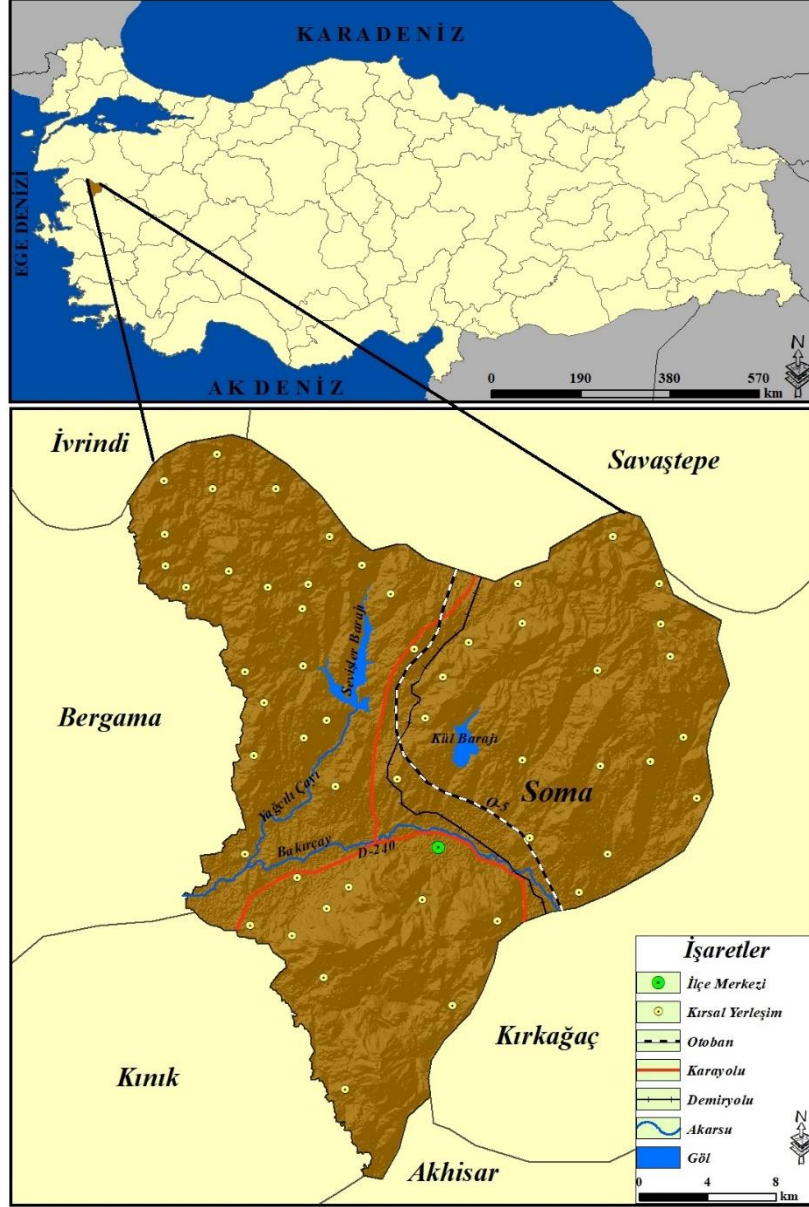 KARADENİZ
EGE DENİZİ
AKDENİZ
N
0 190 380 570
km
İvrindi
Savaştepe
Sevişler Barajı
Bergama
Kül Barajı
Soma
O-5
Yağcılı Çayı
Bakırçay
D-240
Kırkağaç
Kınık
Akhisar
İşaretler
İlçe Merkezi
Kırsal Yerleşim
Otoban
Karayolu
Demiryolu
Akarsu
Göl
N
0 4 8
km